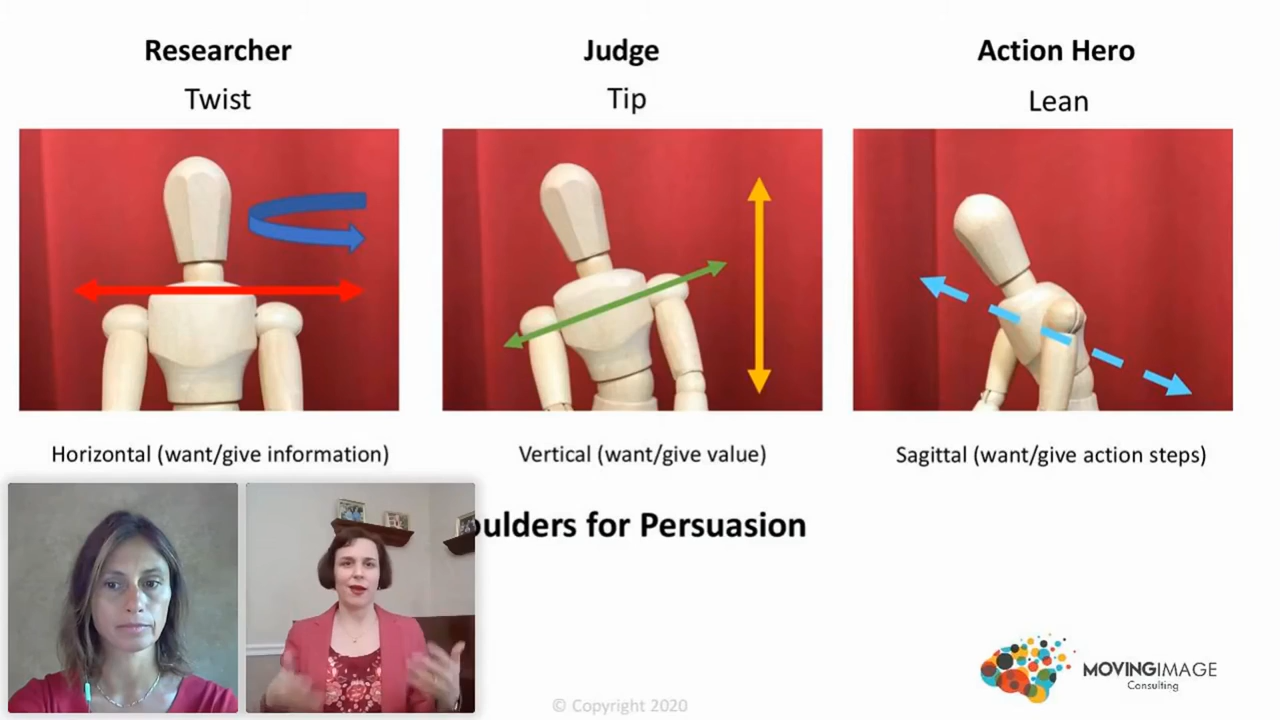 Researcher
Judge
Action Hero
Twist
Tip
Lean
Horizontal (want/give information)
Vertical (want/give value)
Sagittal (want/give action steps)
oulders for Persuasion
MOVINGIMAGE
Consulting
© Copyright 2020